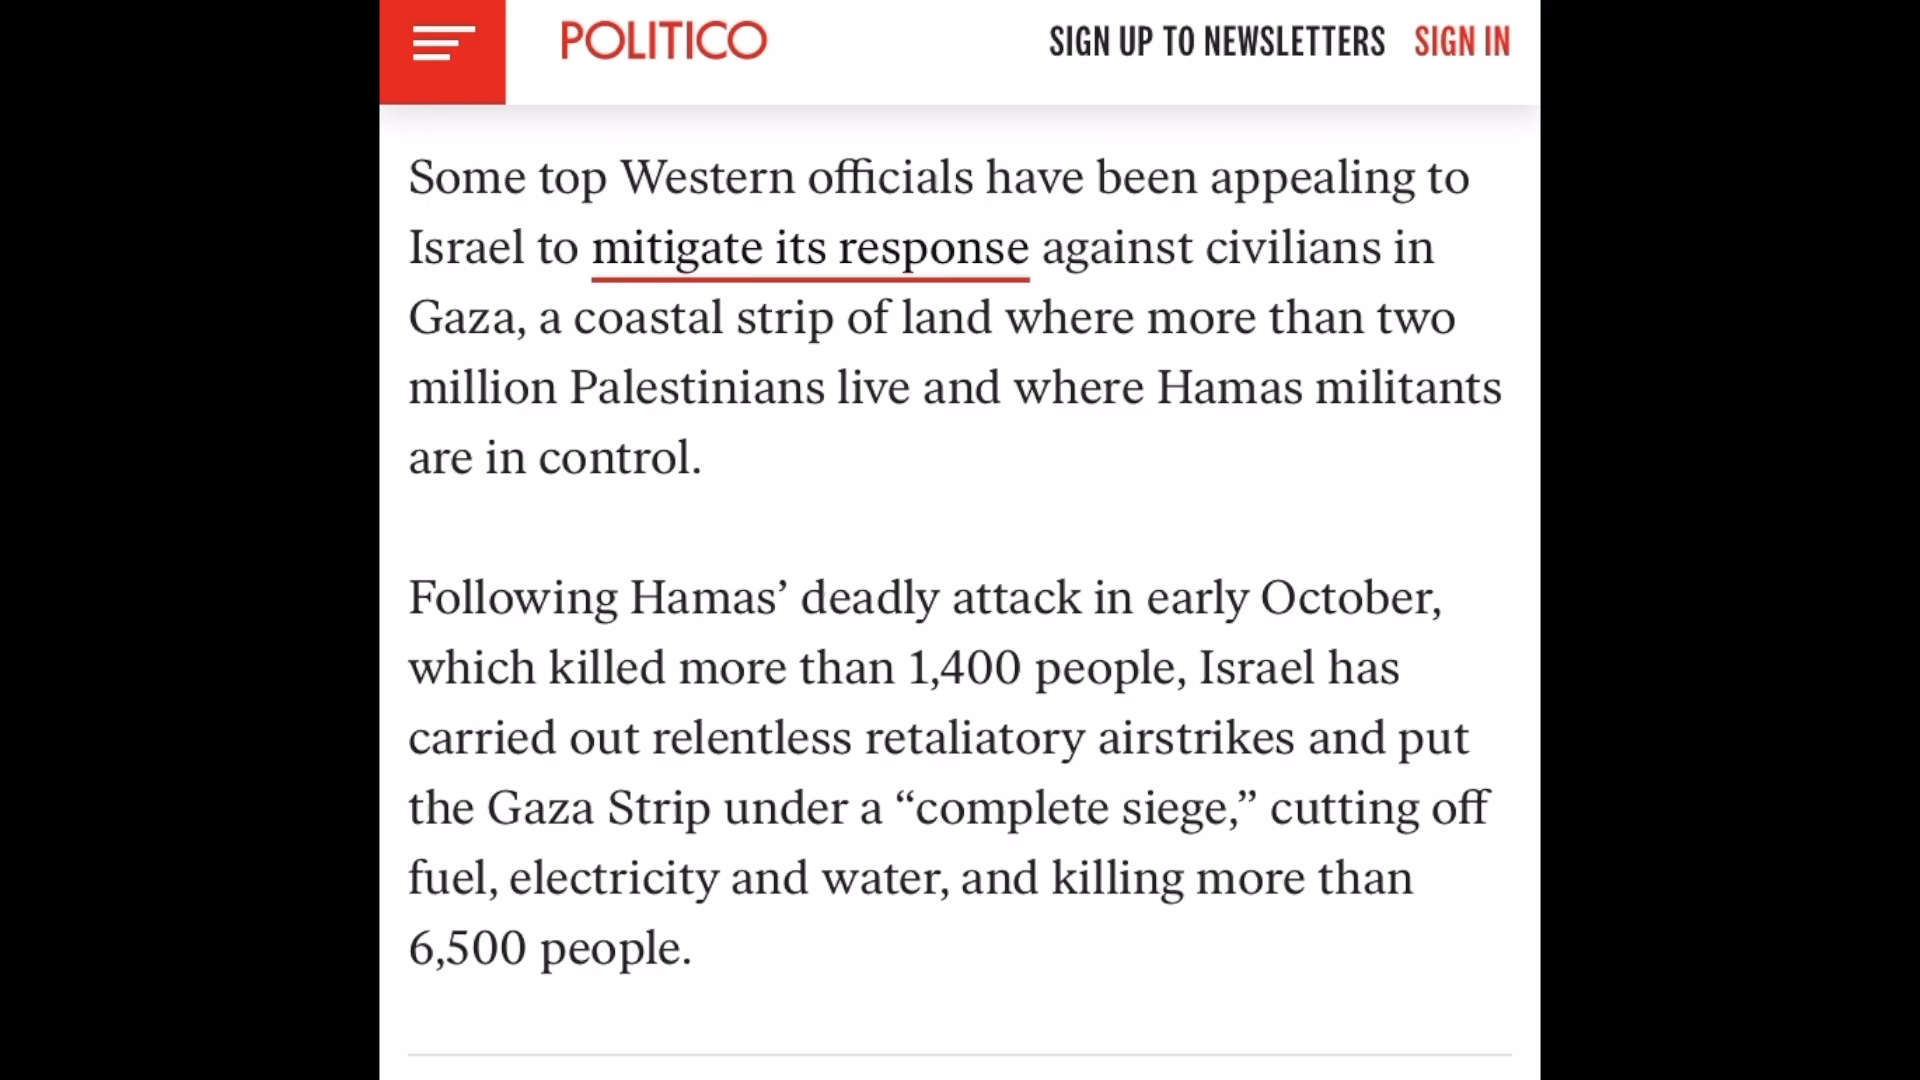 POLITICO
SIGN UP TO NEWSLETTERS SIGN IN
Some top Western officials have been appealing to
Israel to mitigate its response against civilians in
Gaza, a coastal strip of land where more than two
million Palestinians live and where Hamas militants
are in control.
Following Hamas’ deadly attack in early October,
which killed more than 1,400 people, Israel has
carried out relentless retaliatory airstrikes and put
the Gaza Strip under a “complete siege,” cutting off
fuel, electricity and water, and killing more than
6,500 people.